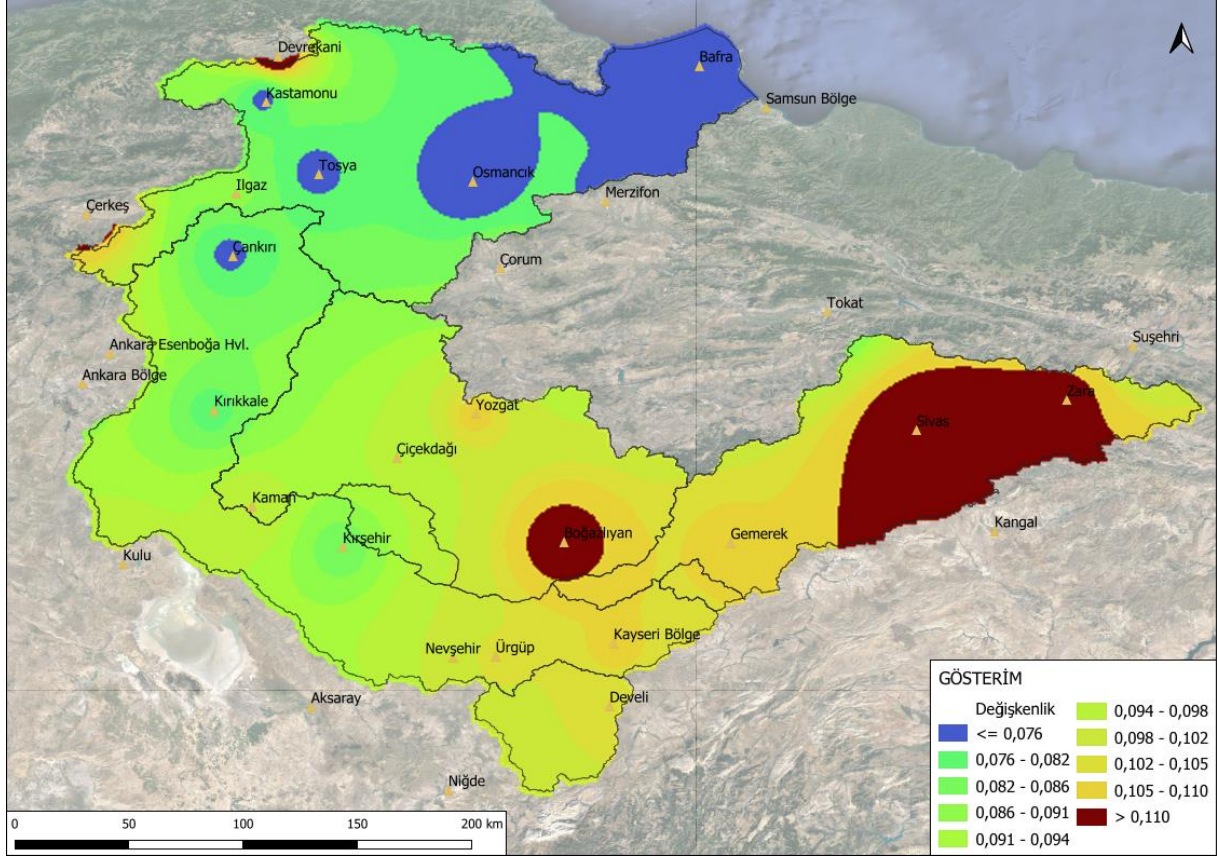 Devrekani
Bafra
Kastamonu
Samsun Bölge
Tosya
Osmancık
Ilgaz
Merzifon
Çerkeş
Çankırı
Çorum
Tokat
Suşehri
Ankara Esenboğa Hvl.
Ankara Bölge
Kırıkkale
Yozgat
Zara
Sivas
Çiçekdağı
Kaman
Kırşehir
Boğazlıyan
Gemerek
Kangal
Kulu
Kayseri Bölge
Nevşehir
Ürgüp
Aksaray
Develi
Niğde
GÖSTERİM
Değişkenlik
<= 0,076
0,076 - 0,082
0,082 - 0,086
0,086 - 0,091
0,091 - 0,094
0,094 - 0,098
0,098 - 0,102
0,102 - 0,105
0,105 - 0,110
> 0,110
0 50 100 150 200 km